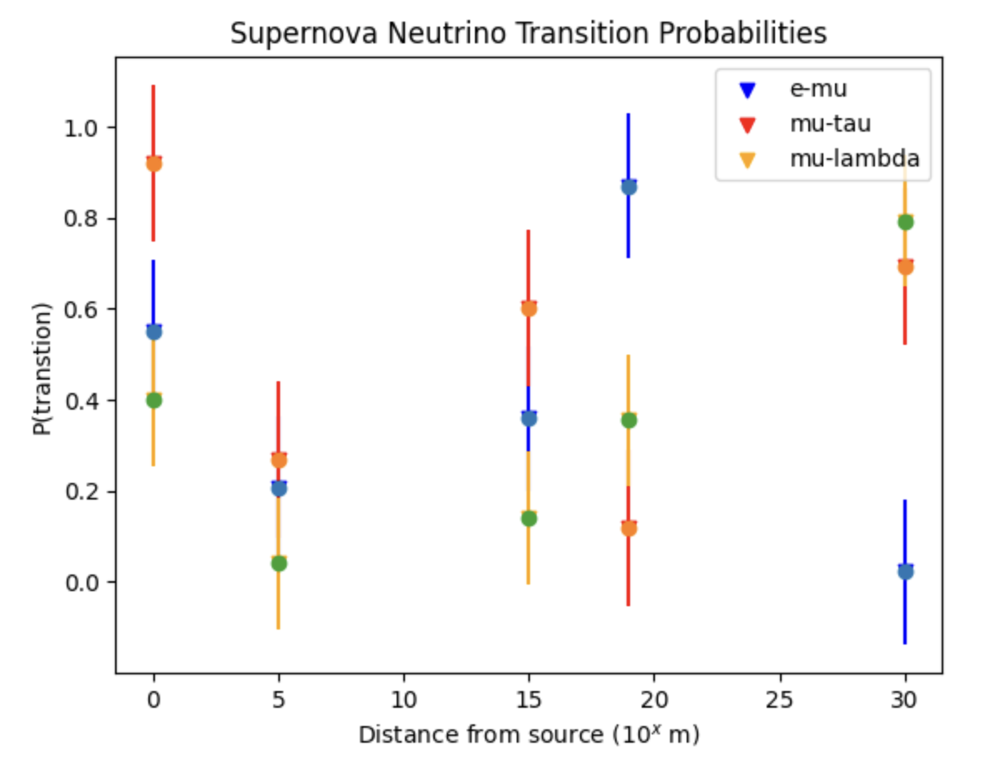 Supernova Neutrino Transition Probabilities
e-mu
mu-tau
mu-lambda
1.0
0.8
0.6
0.4
0.2
0.0
P(transtion)
0 5 10 15 20 25 30
Distance from source (10ˣ m)